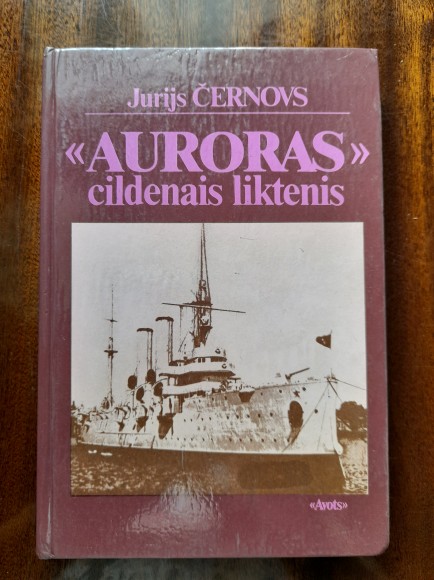 Jurijs ČERNOVS
«AURORAS»
cildenais liktenis
«Avots»